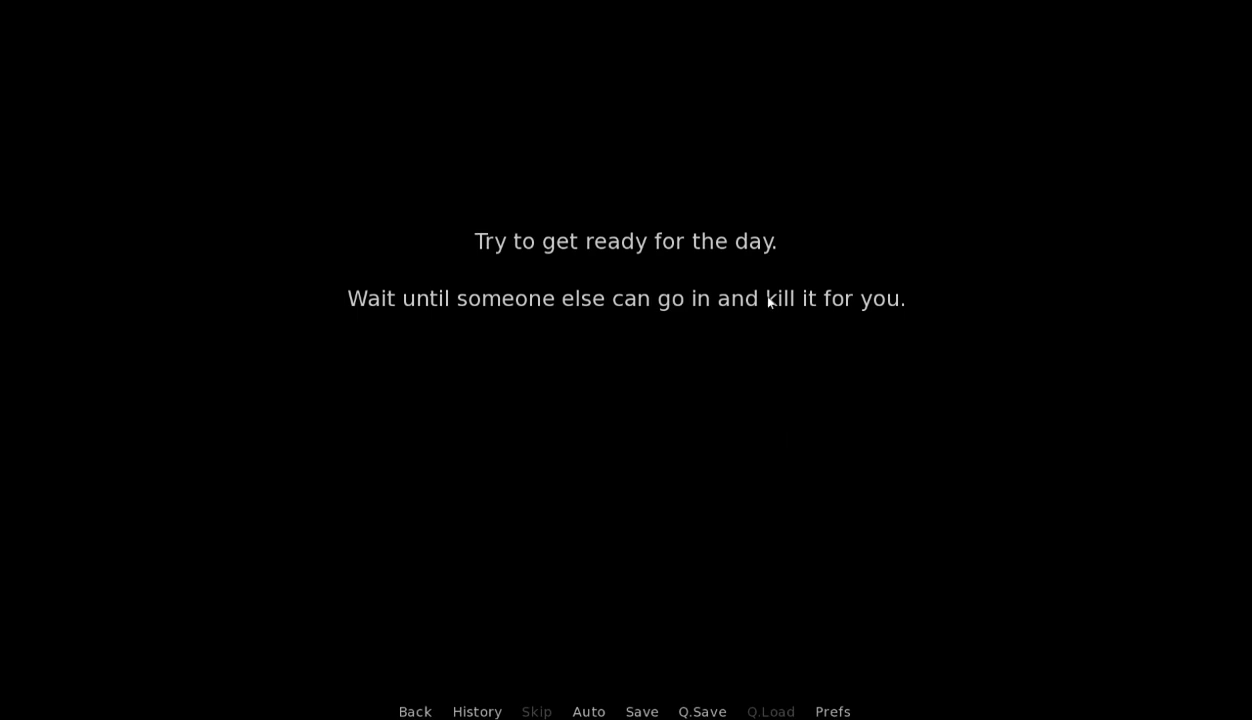 Try to get ready for the day.
Wait until someone else can go in and kill it for you.
Back History Skip Auto Save Q.Save Q.Load Prefs